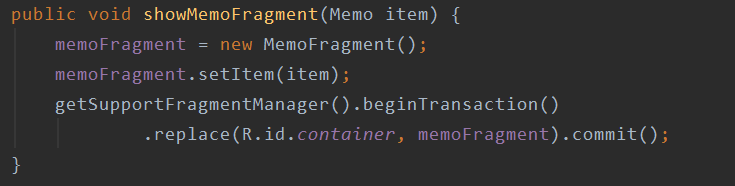 public void showMemoFragment(Memo item) {
    memoFragment = new MemoFragment();
    memoFragment.setItem(item);
    getSupportFragmentManager().beginTransaction()
            .replace(R.id.container, memoFragment).commit();
}